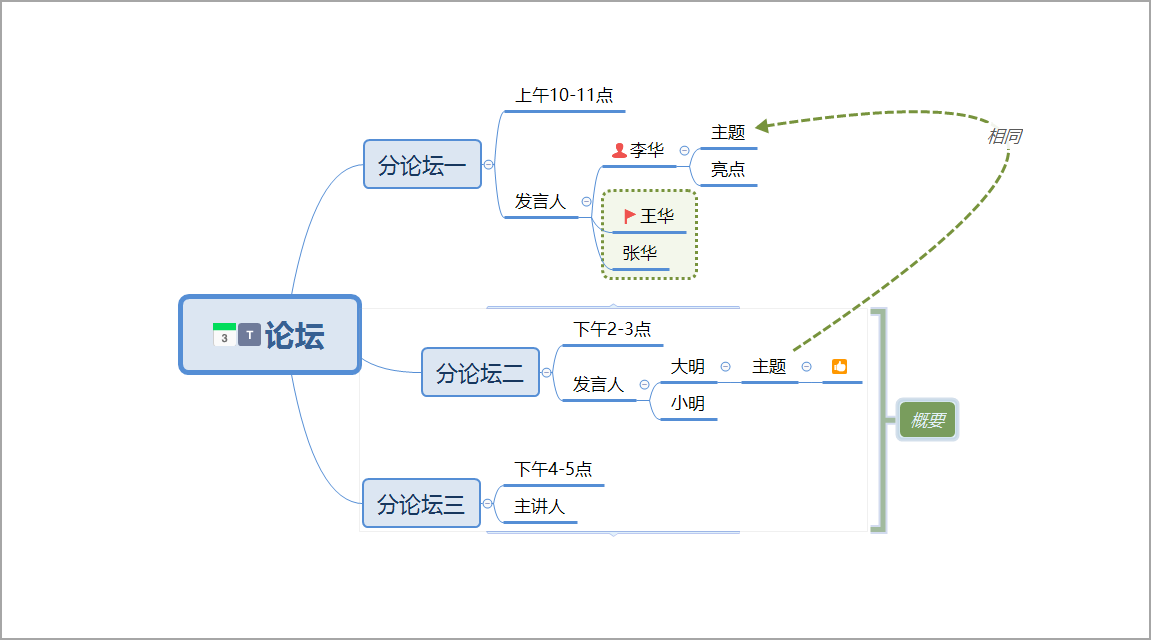 上午10-11点
主题
相同
李华
分论坛一
亮点
发言人
王华
张华
3 T 论坛
下午2-3点
大明
主题
分论坛二
发言人
小明
概要
下午4-5点
分论坛三
主讲人